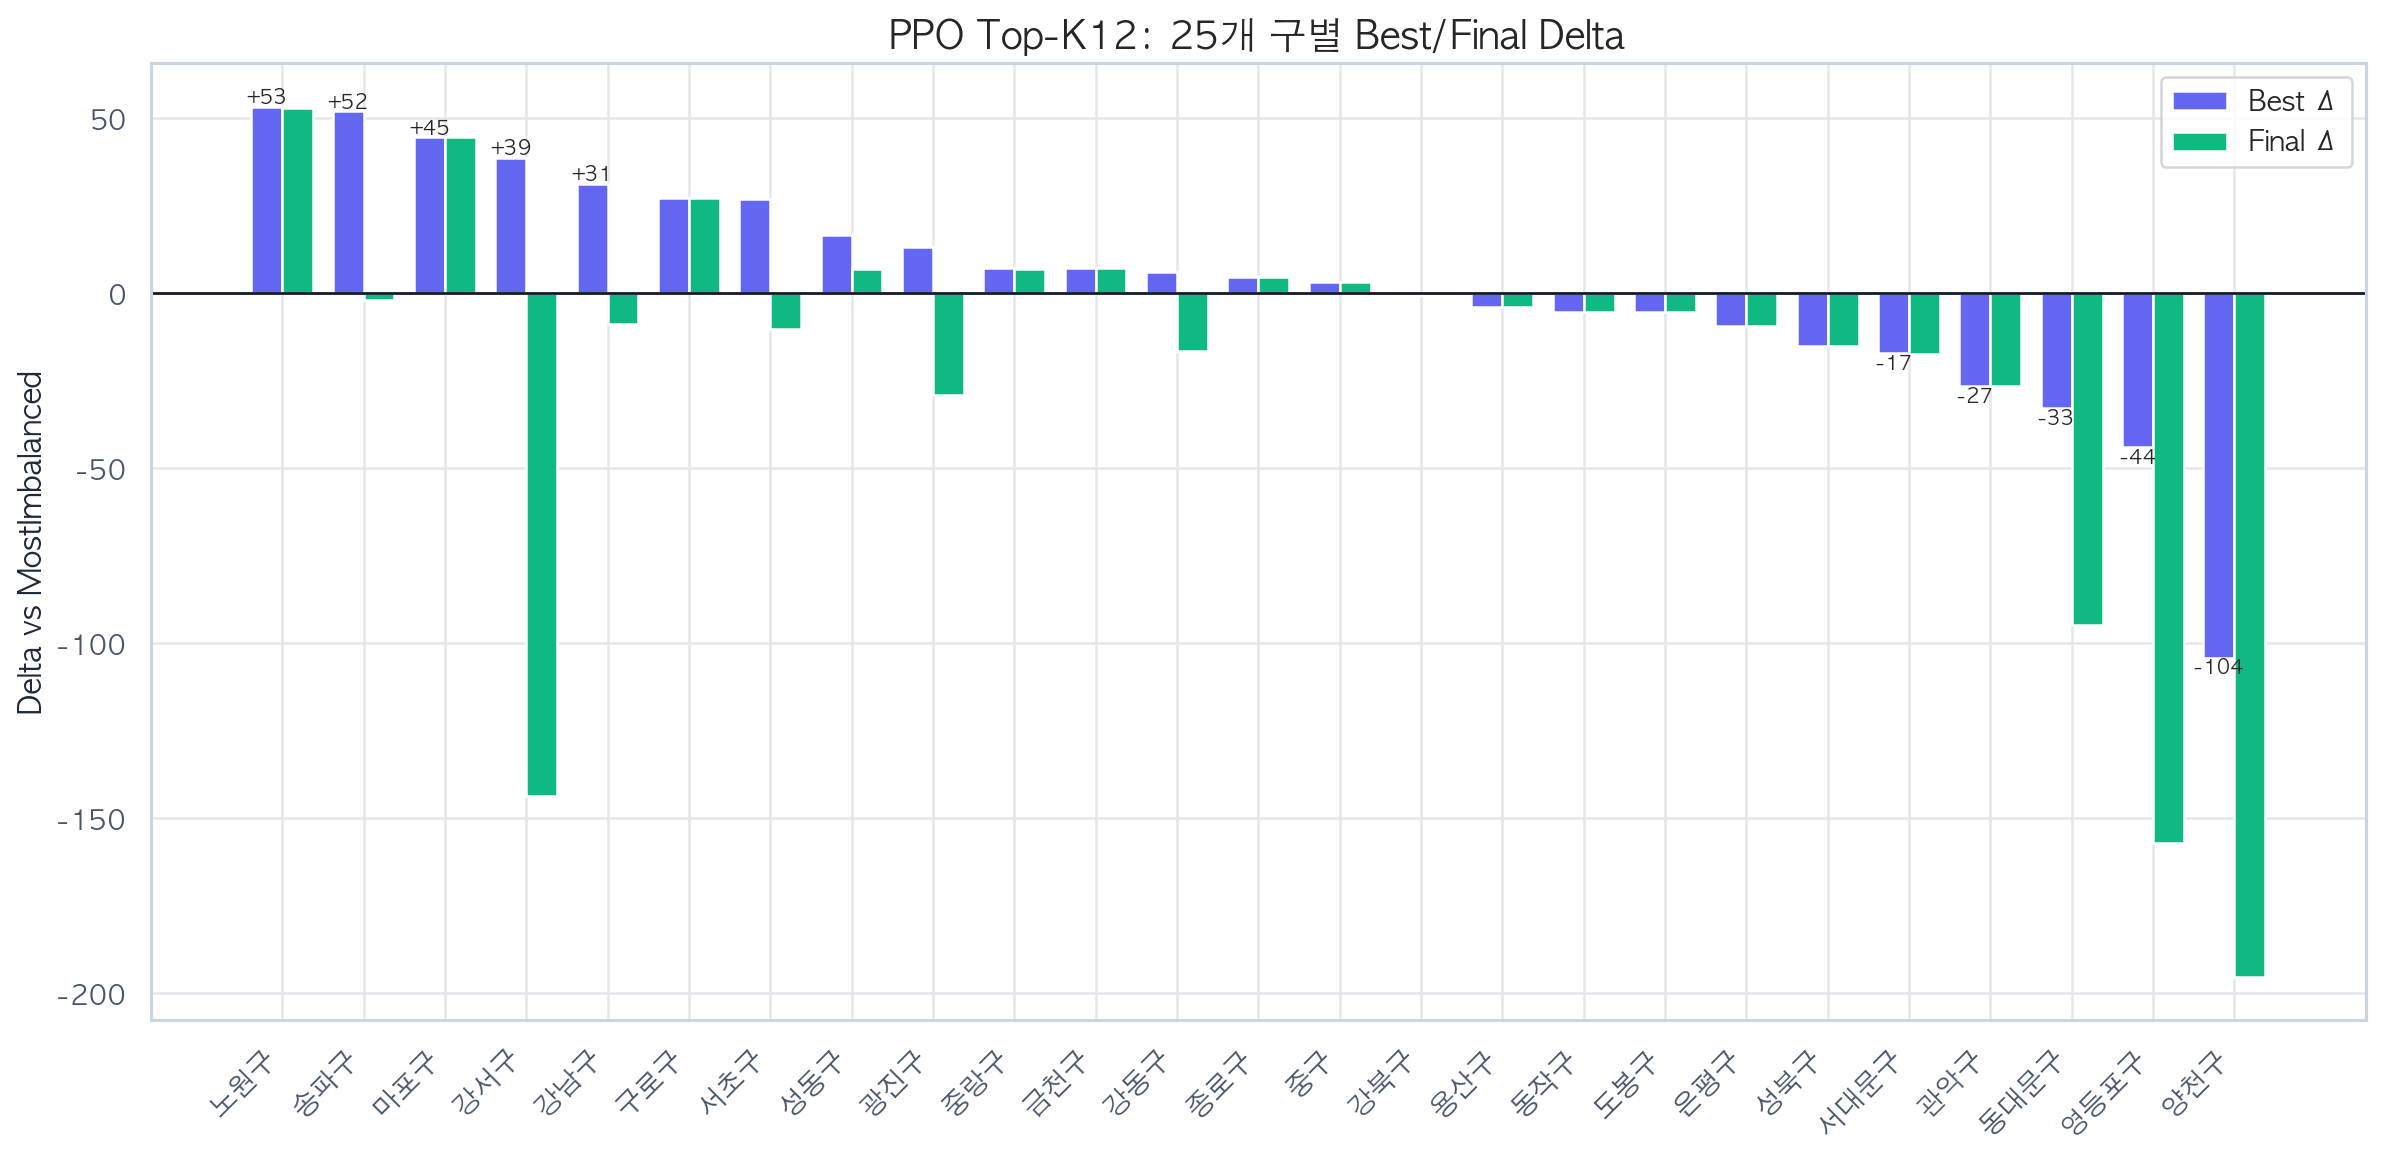 PPO Top-K12: 25개 구별 Best/Final Delta
Best Δ
Final Δ
Delta vs MostImbalanced
50
0
-50
-100
-150
-200
+53
+52
+45
+39
+31
-17
-27
-33
-44
-104
노원구
송파구
마포구
강서구
강남구
구로구
서초구
성동구
광진구
중랑구
금천구
강동구
종로구
중구
강북구
용산구
동작구
도봉구
은평구
성북구
서대문구
관악구
동대문구
영등포구
양천구